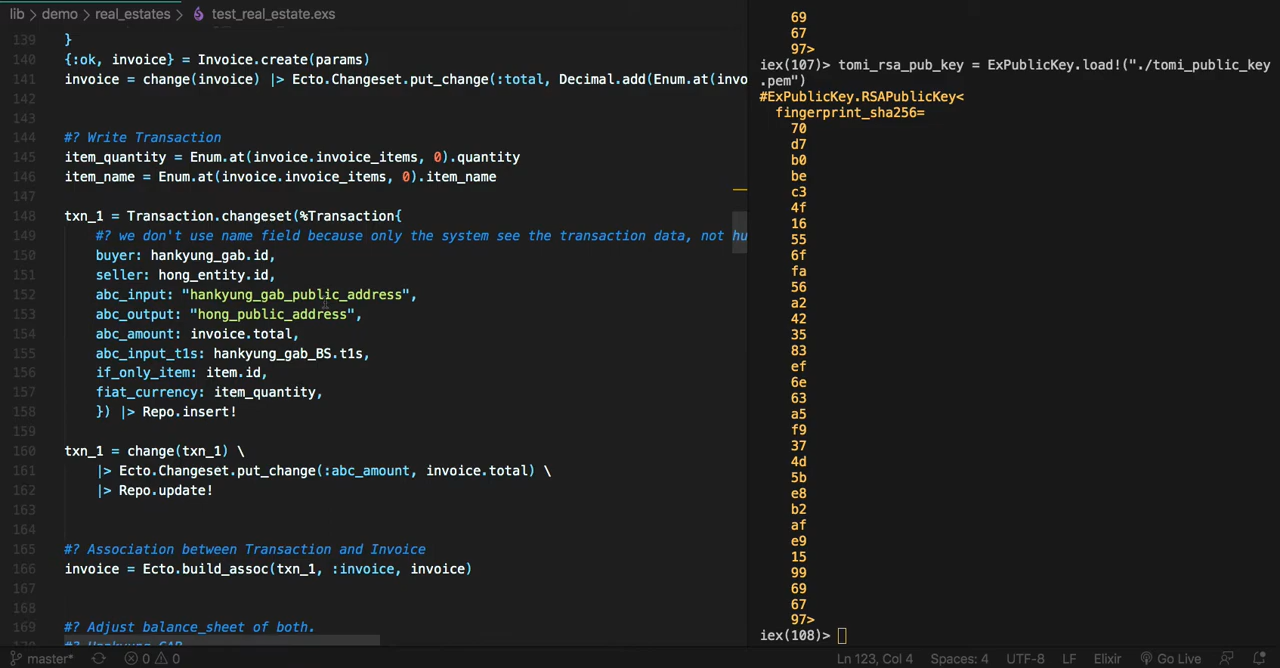 lib > demo > real_estates > test_real_estate.exs
139 }
140 {:ok, invoice} = Invoice.create(params)
141 invoice = change(invoice) |> Ecto.Changeset.put_change(:total, Decimal.add(Enum.at(invo
142
143
144 #? Write Transaction
145 item_quantity = Enum.at(invoice.invoice_items, 0).quantity
146 item_name = Enum.at(invoice.invoice_items, 0).item_name
147
148 txn_1 = Transaction.changeset(%Transaction{
149 #? we don't use name field because only the system see the transaction data, not hu
150 buyer: hankyung_gab.id,
151 seller: hong_entity.id,
152 abc_input: "hankyung_gab_public_address",
153 abc_output: "hong_public_address",
154 abc_amount: invoice.total,
155 abc_input_t1s: hankyung_gab_BS.t1s,
156 if_only_item: item.id,
157 fiat_currency: item_quantity,
158 }) |> Repo.insert!
159
160 txn_1 = change(txn_1) \
161 |> Ecto.Changeset.put_change(:abc_amount, invoice.total) \
162 |> Repo.update!
163
164
165 #? Association between Transaction and Invoice
166 invoice = Ecto.build_assoc(txn_1, :invoice, invoice)
167
168
169 #? Adjust balance_sheet of both.
69
67
97>
iex(107)> tomi_rsa_pub_key = ExPublicKey.load!("./tomi_public_key
.pem")
#ExPublicKey.RSAPublicKey<
fingerprint_sha256=
70
d7
b0
be
c3
4f
16
55
6f
fa
56
a2
42
35
83
ef
6e
63
a5
f9
37
4d
5b
e8
b2
af
e9
15
99
69
67
97>
iex(108)>
master* 0 0 Ln 123, Col 4 Spaces: 4 UTF-8 LF Elixir Go Live